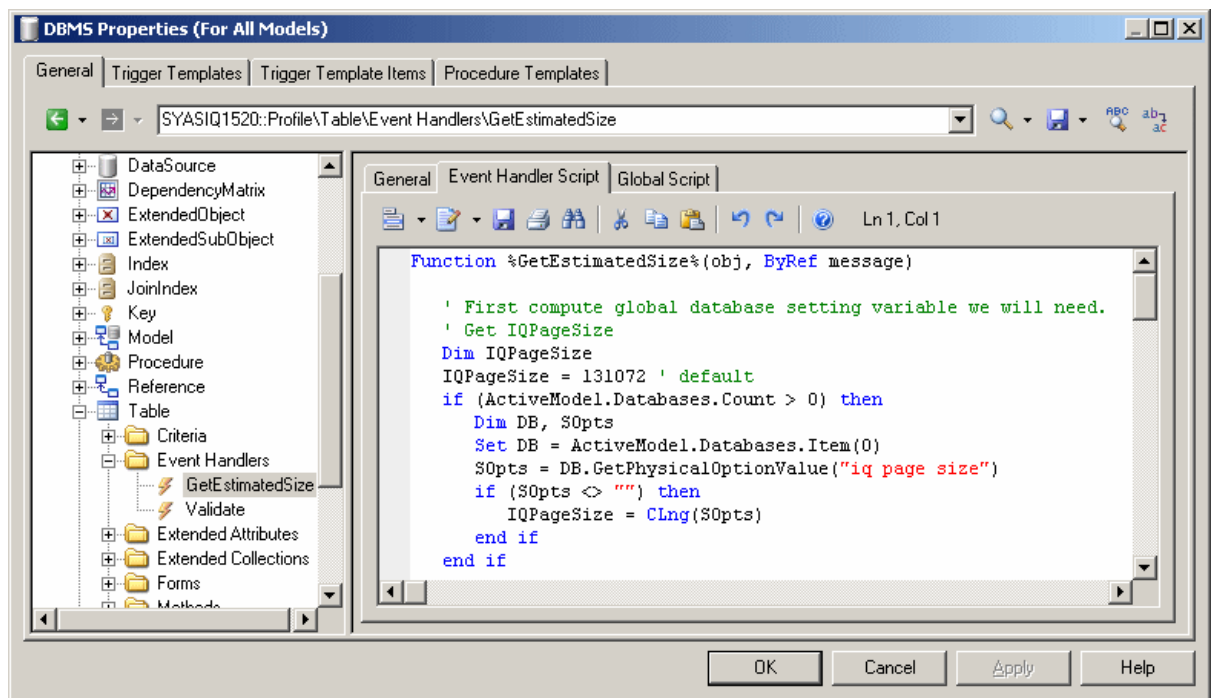 DBMS Properties (For All Models)
General Trigger Templates Trigger Template Items Procedure Templates
SYASIQ1520::Profile\Table\Event Handlers\GetEstimatedSize
ABC ab ac
DataSource
DependencyMatrix
ExtendedObject
ExtendedSubObject
Index
JoinIndex
Key
Model
Procedure
Reference
Table
Criteria
Event Handlers
GetEstimatedSize
Validate
Extended Attributes
Extended Collections
Forms
Methods
General Event Handler Script Global Script
Ln 1, Col 1
Function %GetEstimatedSize%(obj, ByRef message)
' First compute global database setting variable we will need.
' Get IQPageSize
Dim IQPageSize
IQPageSize = 131072 ' default
if (ActiveModel.Databases.Count > 0) then
Dim DB, SOpts
Set DB = ActiveModel.Databases.Item(0)
SOpts = DB.GetPhysicalOptionValue("iq page size")
if (SOpts <> "") then
IQPageSize = CLng(SOpts)
end if
end if
OK Cancel Apply Help